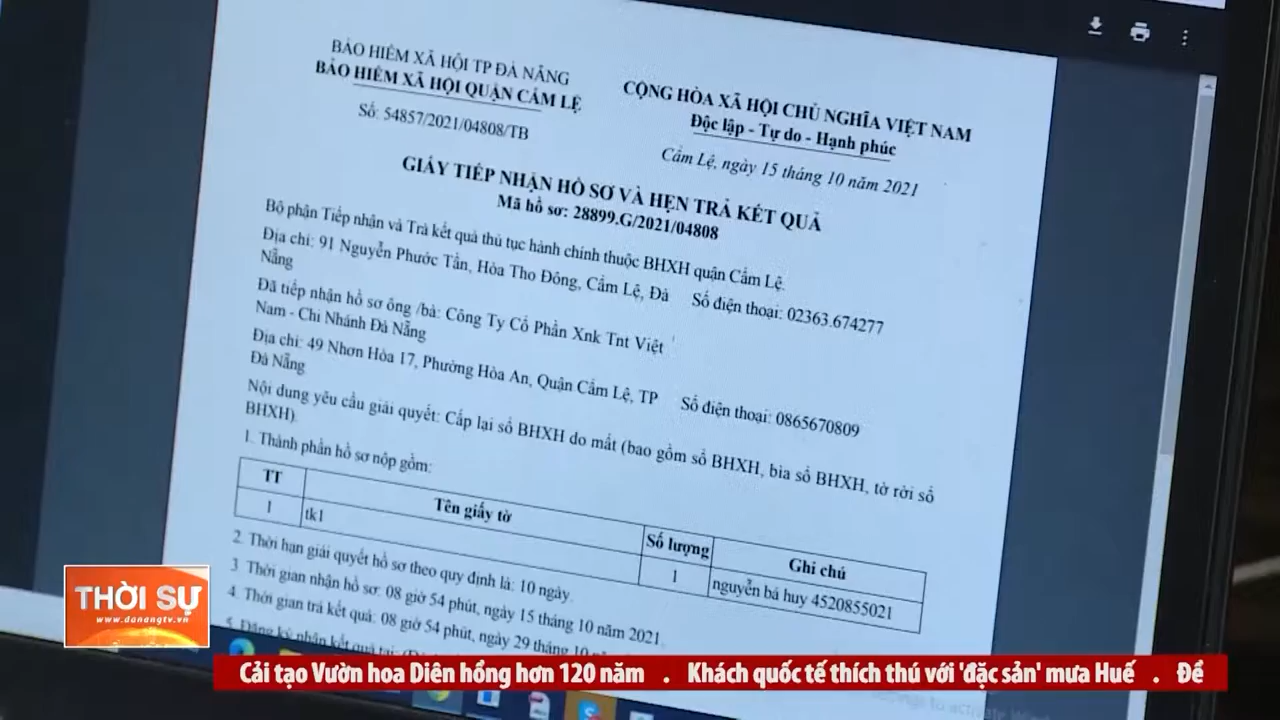 BẢO HIỂM XÃ HỘI TP ĐÀ NẴNG
BẢO HIỂM XÃ HỘI QUẬN CẨM LỆ
Số: 54857/2021/04808/TB
CỘNG HÒA XÃ HỘI CHỦ NGHĨA VIỆT NAM
Độc lập - Tự do - Hạnh phúc
Cẩm Lệ, ngày 15 tháng 10 năm 2021
GIẤY TIẾP NHẬN HỒ SƠ VÀ HẸN TRẢ KẾT QUẢ
Mã hồ sơ: 28899.G/2021/04808
Bộ phận Tiếp nhận và Trả kết quả thủ tục hành chính thuộc BHXH quận Cẩm Lệ.
Địa chỉ: 91 Nguyễn Phước Tần, Hòa Thọ Đông, Cẩm Lệ, Đà
Nẵng
Số điện thoại: 02363.674277
Đã tiếp nhận hồ sơ ông /bà: Công Ty Cổ Phần Xnk Tnt Việt
Nam - Chi Nhánh Đà Nẵng
Địa chỉ: 49 Nhơn Hòa 17, Phường Hòa An, Quận Cẩm Lệ, TP
Đà Nẵng
Số điện thoại: 0865670809
Nội dung yêu cầu giải quyết: Cấp lại sổ BHXH do mất (bao gồm sổ BHXH, bìa sổ BHXH, tờ rời sổ
BHXH).
1. Thành phần hồ sơ nộp gồm:
TT Tên giấy tờ Số lượng Ghi chú
1 tk1 1 nguyễn bá huy 4520855021
2. Thời hạn giải quyết hồ sơ theo quy định là: 10 ngày.
3 Thời gian nhận hồ sơ: 08 giờ 54 phút, ngày 15 tháng 10 năm 2021.
4. Thời gian trả kết quả: 08 giờ 54 phút, ngày 29 tháng 10
5. Đăng ký nhận kết quả tại:
THỜI SỰ
www.danangtv.vn
Cải tạo Vườn hoa Diên hồng hơn 120 năm . Khách quốc tế thích thú với 'đặc sản' mưa Huế . Đề